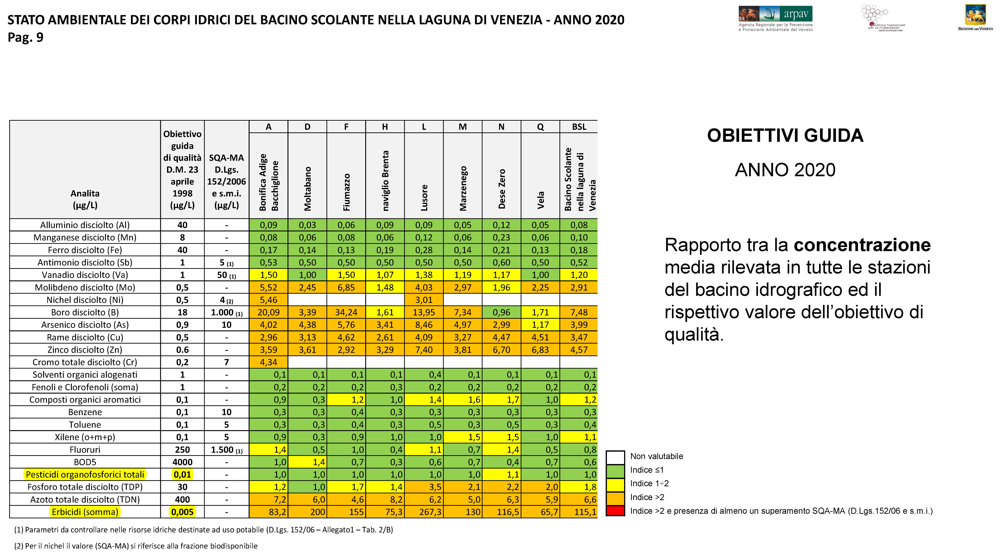 STATO AMBIENTALE DEI CORPI IDRICI DEL BACINO SCOLANTE NELLA LAGUNA DI VENEZIA - ANNO 2020
Pag. 9
arpav
Agenzia Regionale per la Prevenzione
e Protezione Ambientale del Veneto
Sistema Nazionale
per la Protezione
dell'Ambiente
REGIONE DEL VENETO
Analita
(µg/L)
Obiettivo
guida
di qualità
D.M. 23
aprile
1998
(µg/L)
SQA-MA
D.Lgs.
152/2006
e s.m.i.
(µg/L)
A D F H L M N Q BSL
Bonifica Adige
Bacchiglione
Moltabano
Fiumazzo
naviglio Brenta
Lusore
Marzenego
Dese Zero
Vela
Bacino Scolante
nella laguna di
Venezia
Alluminio disciolto (Al) 40 - 0,09 0,03 0,06 0,09 0,09 0,05 0,12 0,05 0,08
Manganese disciolto (Mn) 8 - 0,08 0,06 0,08 0,06 0,12 0,06 0,23 0,06 0,10
Ferro disciolto (Fe) 40 - 0,17 0,14 0,13 0,19 0,28 0,14 0,21 0,13 0,18
Antimonio disciolto (Sb) 1 5 (1) 0,53 0,50 0,50 0,50 0,50 0,50 0,60 0,50 0,52
Vanadio disciolto (Va) 1 50 (1) 1,50 1,00 1,50 1,07 1,38 1,19 1,17 1,00 1,20
Molibdeno disciolto (Mo) 0,5 - 5,52 2,45 6,85 1,48 4,03 2,97 1,96 2,25 2,91
Nichel disciolto (Ni) 0,5 4 (2) 5,46 3,01
Boro disciolto (B) 18 1.000 (1) 20,09 3,39 34,24 1,61 13,95 7,34 0,96 1,71 7,48
Arsenico disciolto (As) 0,9 10 4,02 4,38 5,76 3,41 8,46 4,97 2,99 1,17 3,99
Rame disciolto (Cu) 0,5 - 2,96 3,13 4,62 2,61 4,09 3,27 4,47 4,51 3,47
Zinco disciolto (Zn) 0.6 - 3,59 3,61 2,92 3,29 7,40 3,81 6,70 6,83 4,57
Cromo totale disciolto (Cr) 0,2 7 4,34
Solventi organici alogenati 1 - 0,1 0,1 0,1 0,1 0,4 0,1 0,1 0,1 0,1
Fenoli e Clorofenoli (soma) 1 - 0,2 0,2 0,2 0,3 0,2 0,2 0,2 0,2 0,2
Composti organici aromatici 0,1 - 0,9 0,3 1,2 1,0 1,4 1,6 1,7 1,0 1,2
Benzene 0,1 10 0,3 0,3 0,4 0,3 0,3 0,3 0,3 0,3 0,3
Toluene 0,1 5 0,3 0,3 0,4 0,3 0,5 0,3 0,5 0,3 0,4
Xilene (o+m+p) 0,1 5 0,9 0,3 0,9 1,0 1,0 1,5 1,5 1,0 1,1
Fluoruri 250 1.500 (1) 1,4 0,5 1,0 0,4 1,1 0,7 1,4 0,5 0,8
BOD5 4000 - 1,0 1,4 0,7 0,3 0,6 0,7 0,4 0,7 0,6
Pesticidi organofosforici totali 0,01 - 1,0 1,0 1,0 1,0 1,0 1,0 1,1 1,0 1,0
Fosforo totale disciolto (TDP) 30 - 1,2 1,0 1,7 1,4 3,5 2,1 2,2 2,0 1,8
Azoto totale disciolto (TDN) 400 - 7,2 6,0 4,6 8,2 6,2 5,0 6,3 5,9 6,6
Erbicidi (somma) 0,005 - 83,2 200 155 75,3 267,3 130 116,5 65,7 115,1
(1) Parametri da controllare nelle risorse idriche destinate ad uso potabile (D.Lgs. 152/06 – Allegato1 – Tab. 2/B)
(2) Per il nichel il valore (SQA-MA) si riferisce alla frazione biodisponibile
OBIETTIVI GUIDA
ANNO 2020
Rapporto tra la concentrazione
media rilevata in tutte le stazioni
del bacino idrografico ed il
rispettivo valore dell’obiettivo di
qualità.
Non valutabile
Indice ≤1
Indice 1÷2
Indice >2
Indice >2 e presenza di almeno un superamento SQA-MA (D.Lgs.152/06 e s.m.i.)